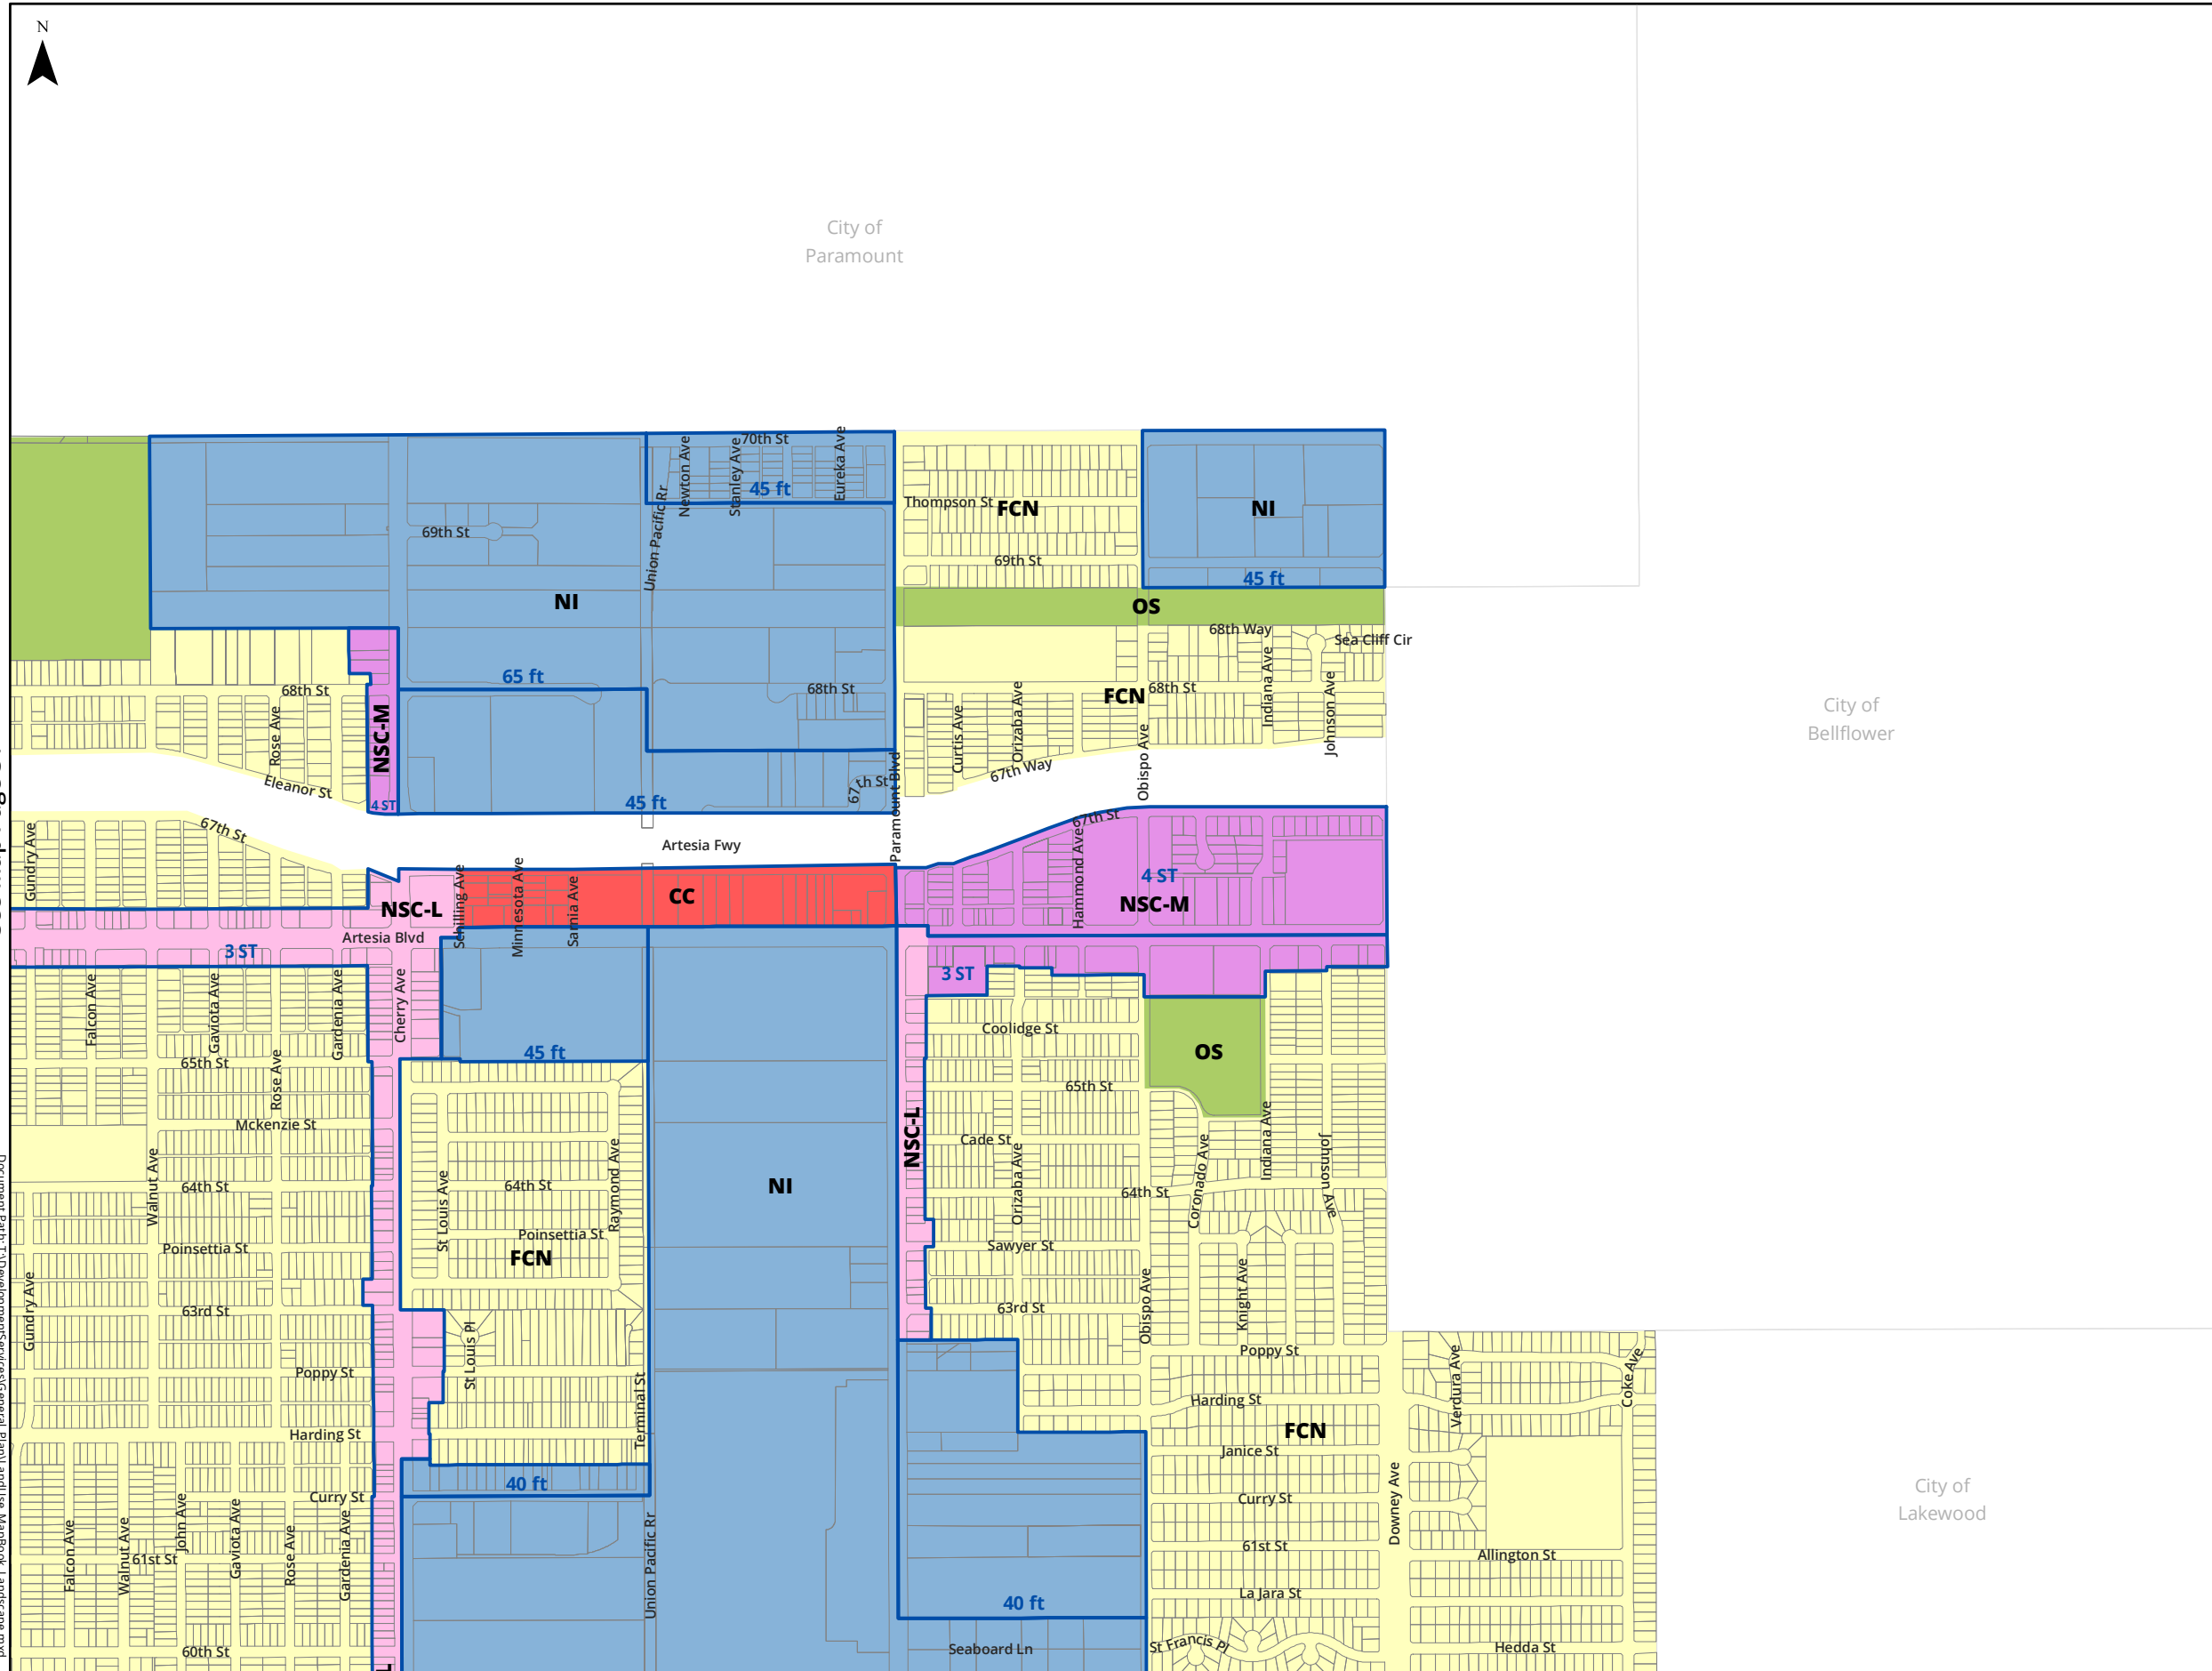 N
City of
Paramount
City of
Bellflower
City of
Lakewood
70th St
Newton Ave
Stanley Ave
Eureka Ave
45 ft
Union Pacific Rr
69th St
NI
65 ft
68th St
Thompson St
FCN
69th St
NI
45 ft
OS
68th Way
Sea Cliff Cir
68th St
FCN
68th St
Indiana Ave
Johnson Ave
Rose Ave
NSC-M
Curtis Ave
Orizaba Ave
Obispo Ave
67th Way
Eleanor St
4 ST
45 ft
67th St
Paramount Blvd
67th St
Gundry Ave
Artesia Fwy
67th St
Hammond Ave
4 ST
NSC-M
NSC-L
Schilling Ave
Minnesota Ave
Sarnia Ave
CC
Artesia Blvd
3 ST
3 ST
Falcon Ave
Gaviota Ave
Gardenia Ave
Cherry Ave
Coolidge St
OS
45 ft
65th St
Rose Ave
65th St
Mckenzie St
NSC-L
Cade St
Walnut Ave
64th St
St Louis Ave
64th St
Raymond Ave
NI
Orizaba Ave
64th St
Coronado Ave
Indiana Ave
Johnson Ave
Poinsettia St
Poinsettia St
FCN
Sawyer St
Gundry Ave
63rd St
63rd St
Obispo Ave
Knight Ave
St Louis Pl
Poppy St
Terminal St
Poppy St
Verdura Ave
Coke Ave
Harding St
Harding St
FCN
Janice St
40 ft
Curry St
Curry St
Downey Ave
Falcon Ave
Walnut Ave
John Ave
Gaviota Ave
Rose Ave
Gardenia Ave
61st St
Union Pacific Rr
61st St
Allington St
La Jara St
40 ft
60th St
Seaboard Ln
St Francis Pl
Hedda St